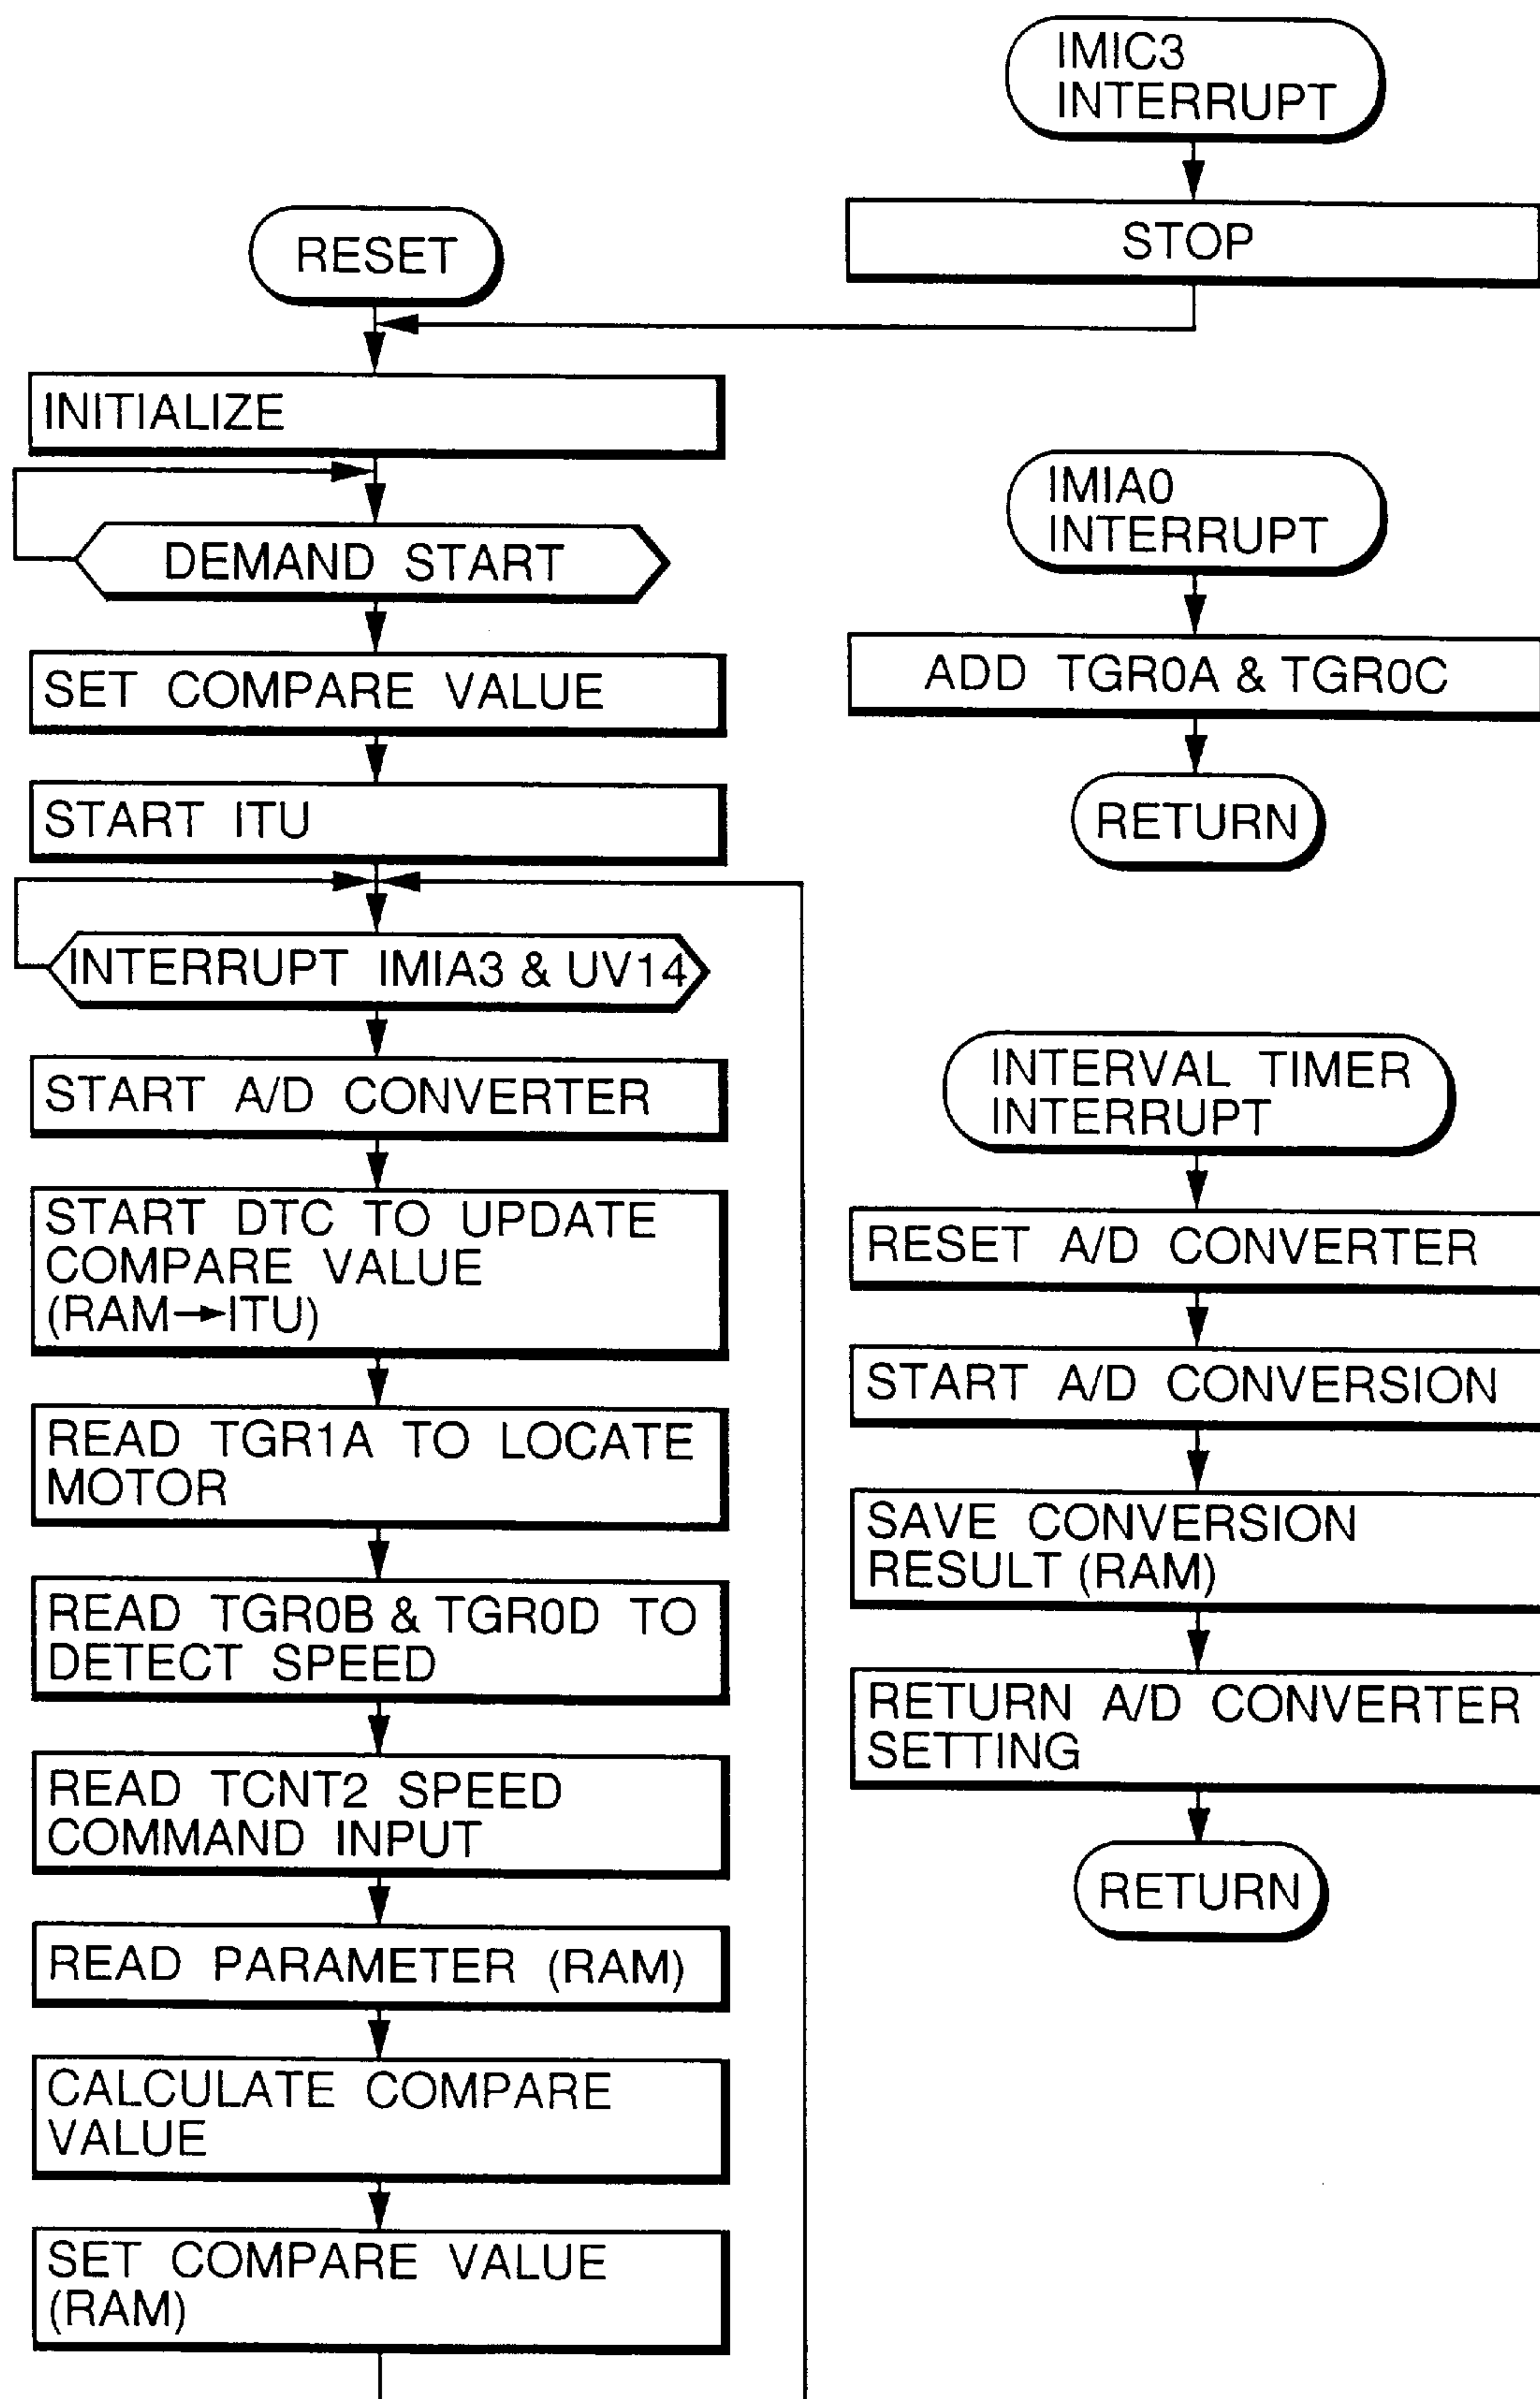 IMIC3
INTERRUPT
STOP
RESET
INITIALIZE
DEMAND START
SET COMPARE VALUE
START ITU
INTERRUPT IMIA3 & UV14
START A/D CONVERTER
START DTC TO UPDATE
COMPARE VALUE
(RAM→ITU)
READ TGR1A TO LOCATE
MOTOR
READ TGR0B & TGR0D TO
DETECT SPEED
READ TCNT2 SPEED
COMMAND INPUT
READ PARAMETER (RAM)
CALCULATE COMPARE
VALUE
SET COMPARE VALUE
(RAM)
IMIA0
INTERRUPT
ADD TGR0A & TGR0C
RETURN
INTERVAL TIMER
INTERRUPT
RESET A/D CONVERTER
START A/D CONVERSION
SAVE CONVERSION
RESULT (RAM)
RETURN A/D CONVERTER
SETTING
RETURN